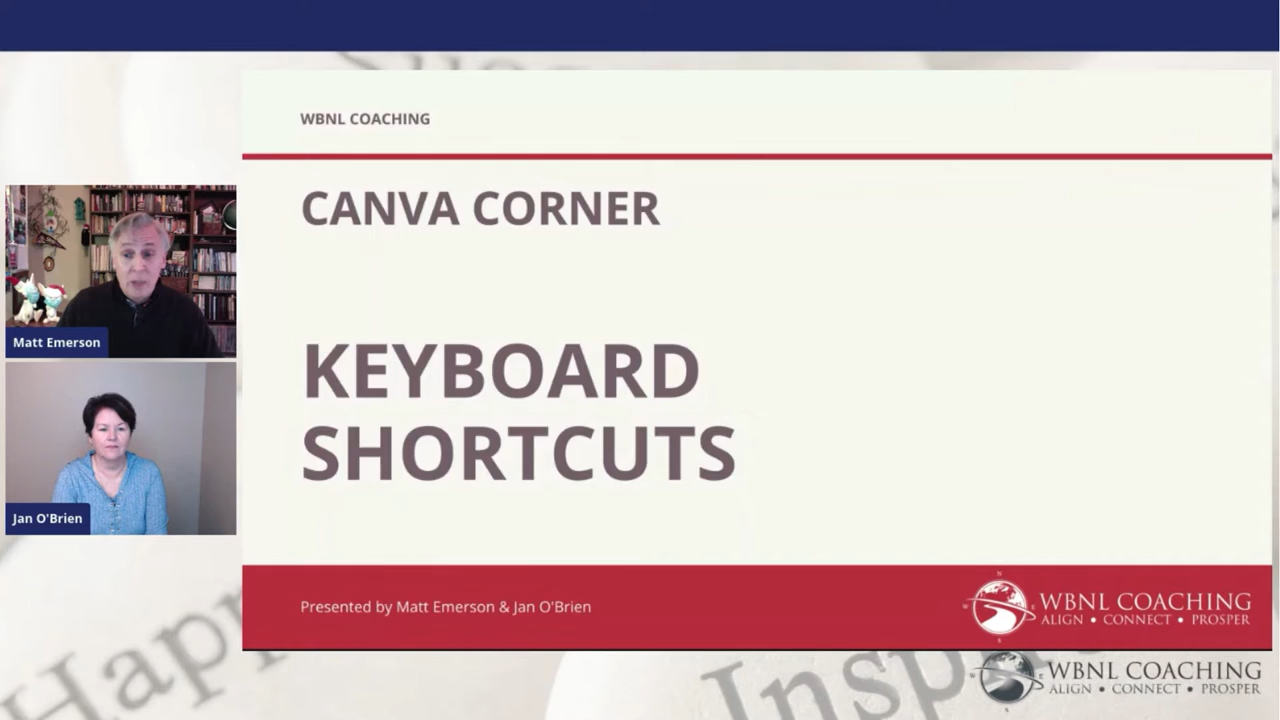 WBNL COACHING
CANVA CORNER
KEYBOARD
SHORTCUTS
Matt Emerson
Jan O'Brien
Presented by Matt Emerson & Jan O'Brien
WBNL COACHING
ALIGN • CONNECT • PROSPER
WBNL COACHING
ALIGN • CONNECT • PROSPER